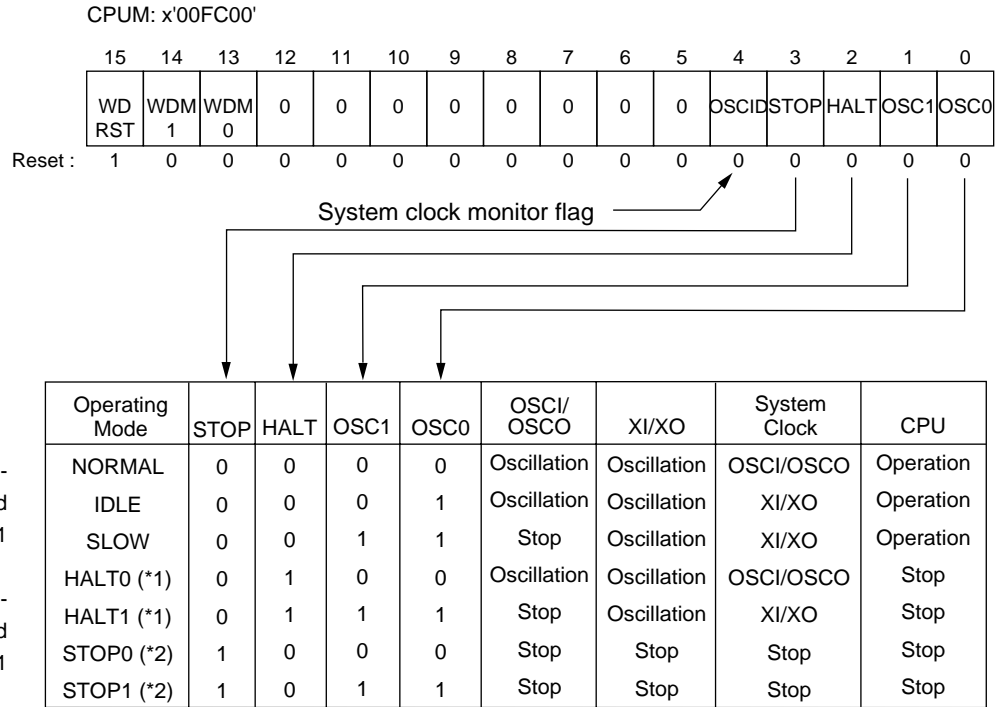 CPUM: x'00FC00'
15 14 13 12 11 10 9 8 7 6 5 4 3 2 1 0
WD RST WDM 1 WDM 0 0 0 0 0 0 0 0 0 OSCID STOP HALT OSC1 OSC0
Reset : 1 0 0 0 0 0 0 0 0 0 0 0 0 0 0 0
System clock monitor flag
Operating Mode STOP HALT OSC1 OSC0 OSCI/ OSCO XI/XO System Clock CPU
NORMAL 0 0 0 0 Oscillation Oscillation OSCI/OSCO Operation
IDLE 0 0 0 1 Oscillation Oscillation XI/XO Operation
SLOW 0 0 1 1 Stop Oscillation XI/XO Operation
HALT0 (*1) 0 1 0 0 Oscillation Oscillation OSCI/OSCO Stop
HALT1 (*1) 0 1 1 1 Stop Oscillation XI/XO Stop
STOP0 (*2) 1 0 0 0 Stop Stop Stop Stop
STOP1 (*2) 1 0 1 1 Stop Stop Stop Stop